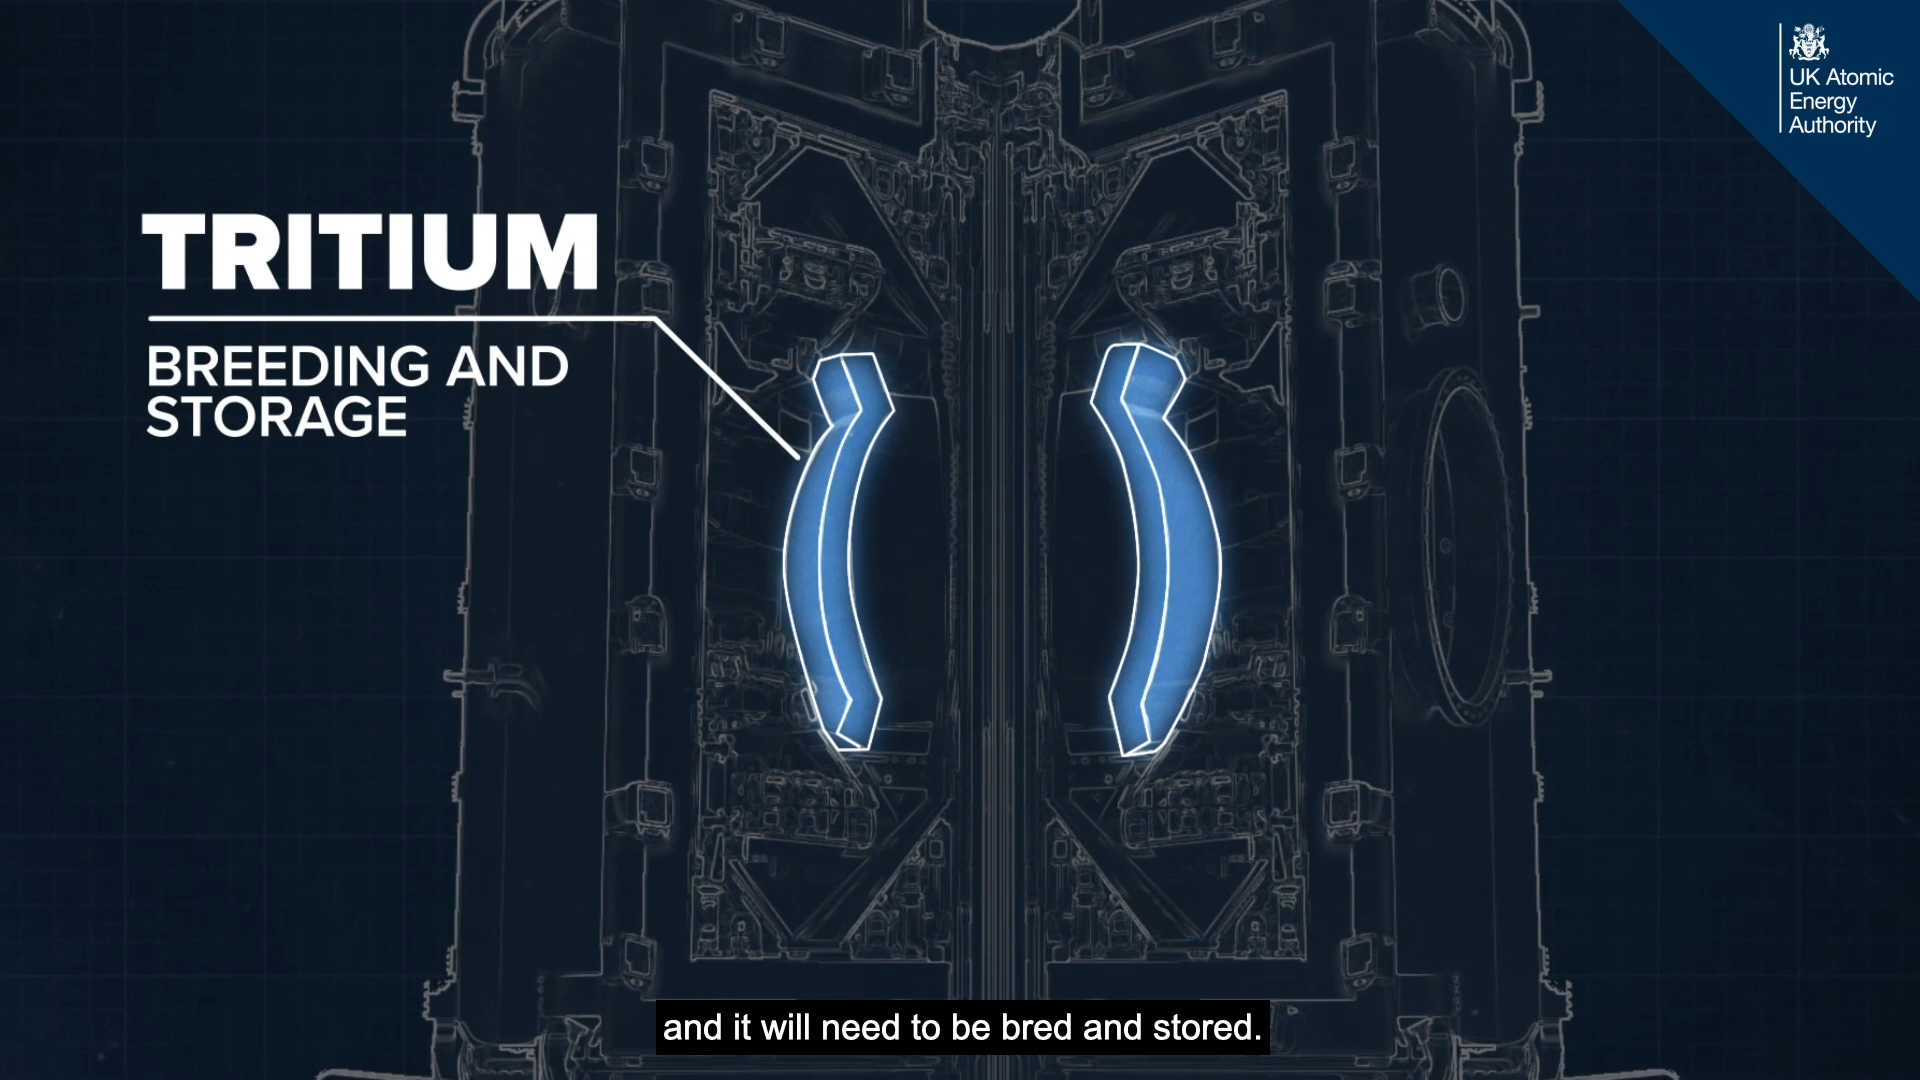 UK Atomic
Energy
Authority
TRITIUM
BREEDING AND
STORAGE
and it will need to be bred and stored.